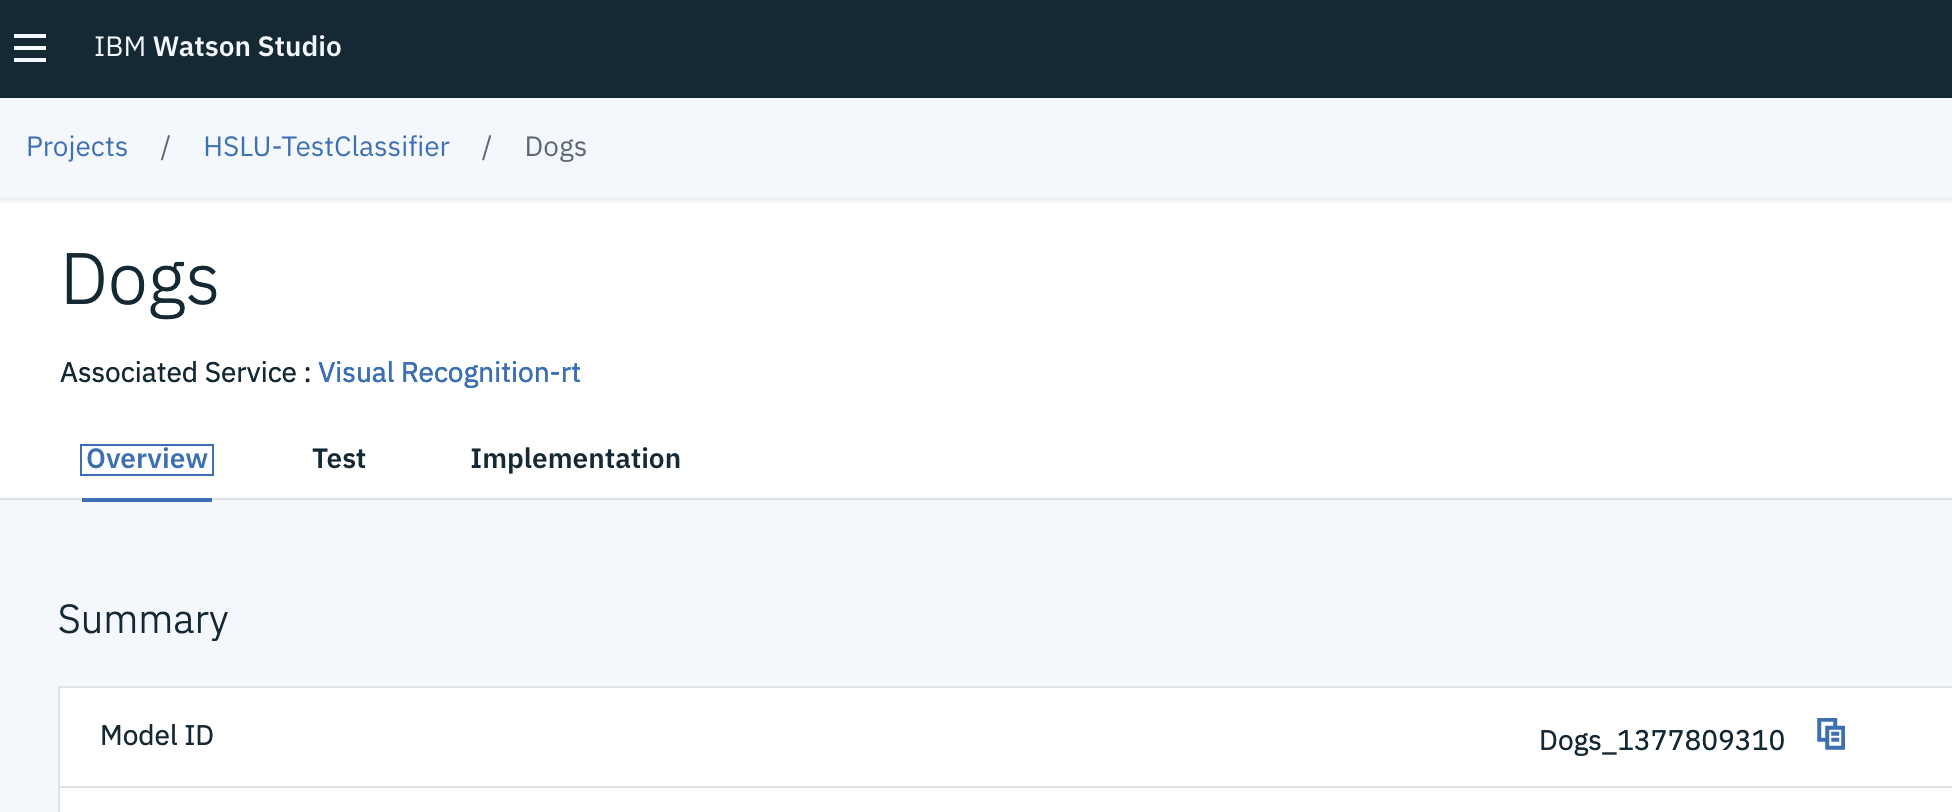 IBM Watson Studio
Projects / HSLU-TestClassifier / Dogs
Dogs
Associated Service : Visual Recognition-rt
Overview Test Implementation
Summary
Model ID Dogs_1377809310